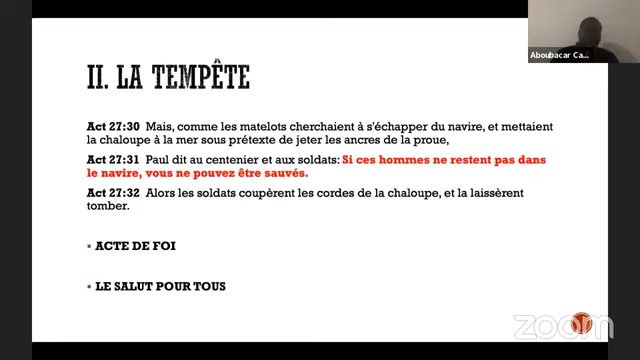 Aboubacar Ca...
II. LA TEMPÊTE
Act 27:30 Mais, comme les matelots cherchaient à s'échapper du navire, et mettaient
la chaloupe à la mer sous prétexte de jeter les ancres de la proue,
Act 27:31 Paul dit au centenier et aux soldats: Si ces hommes ne restent pas dans
le navire, vous ne pouvez être sauvés.
Act 27:32 Alors les soldats coupèrent les cordes de la chaloupe, et la laissèrent
tomber.
▪ ACTE DE FOI
▪ LE SALUT POUR TOUS
zoom